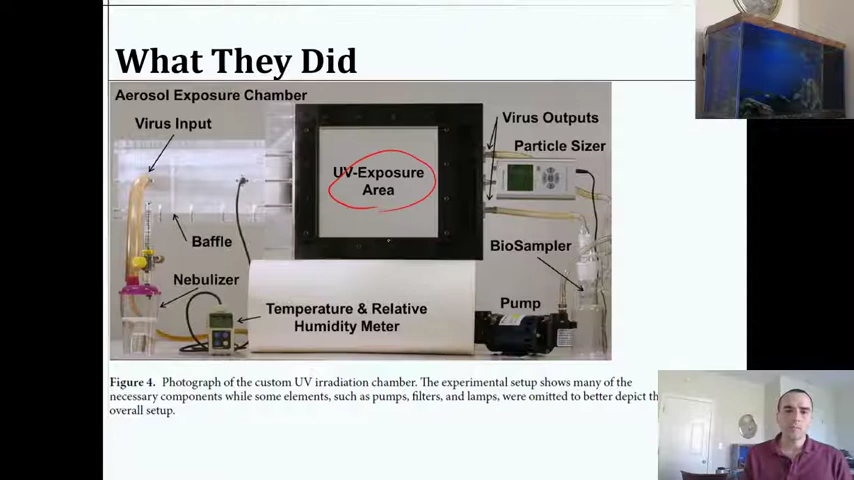 What They Did
Aerosol Exposure Chamber
Virus Input
Virus Outputs
Particle Sizer
UV-Exposure
Area
Baffle
BioSampler
Nebulizer
Temperature & Relative
Humidity Meter
Pump
Figure 4. Photograph of the custom UV irradiation chamber. The experimental setup shows many of the
necessary components while some elements, such as pumps, filters, and lamps, were omitted to better depict th
overall setup.